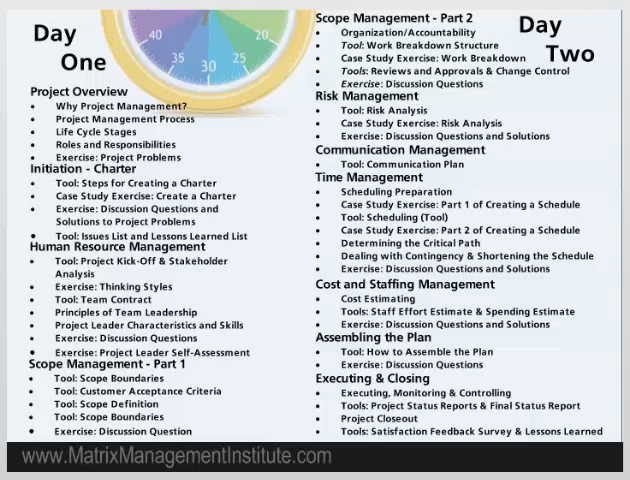 Day
One
40
20
35
25
30
Project Overview
• Why Project Management?
• Project Management Process
• Life Cycle Stages
• Roles and Responsibilities
• Exercise: Project Problems
Initiation - Charter
• Tool: Steps for Creating a Charter
• Case Study Exercise: Create a Charter
• Exercise: Discussion Questions and
Solutions to Project Problems
• Tool: Issues List and Lessons Learned List
Human Resource Management
• Tool: Project Kick-Off & Stakeholder
Analysis
• Exercise: Thinking Styles
• Tool: Team Contract
• Principles of Team Leadership
• Project Leader Characteristics and Skills
• Exercise: Discussion Questions
• Exercise: Project Leader Self-Assessment
Scope Management - Part 1
• Tool: Scope Boundaries
• Tool: Customer Acceptance Criteria
• Tool: Scope Definition
• Tool: Scope Boundaries
• Exercise: Discussion Question
Day
Two
Scope Management - Part 2
• Organization/Accountability
• Tool: Work Breakdown Structure
• Case Study Exercise: Work Breakdown
• Tools: Reviews and Approvals & Change Control
• Exercise: Discussion Questions
Risk Management
• Tool: Risk Analysis
• Case Study Exercise: Risk Analysis
• Exercise: Discussion Questions and Solutions
Communication Management
• Tool: Communication Plan
Time Management
• Scheduling Preparation
• Case Study Exercise: Part 1 of Creating a Schedule
• Tool: Scheduling (Tool)
• Case Study Exercise: Part 2 of Creating a Schedule
• Determining the Critical Path
• Dealing with Contingency & Shortening the Schedule
• Exercise: Discussion Questions and Solutions
Cost and Staffing Management
• Cost Estimating
• Tools: Staff Effort Estimate & Spending Estimate
• Exercise: Discussion Questions and Solutions
Assembling the Plan
• Tool: How to Assemble the Plan
• Exercise: Discussion Questions
Executing & Closing
• Executing, Monitoring & Controlling
• Tools: Project Status Reports & Final Status Report
• Project Closeout
• Tools: Satisfaction Feedback Survey & Lessons Learned
www.MatrixManagementInstitute.com